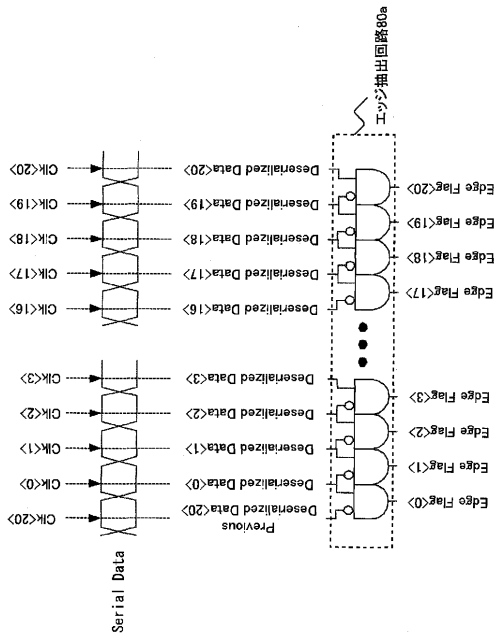 エッジ抽出回路80a
Clk<20>
Deserialized Data<20>
Edge Flag<20>
Clk<19>
Deserialized Data<19>
Edge Flag<19>
Clk<18>
Deserialized Data<18>
Edge Flag<18>
Clk<17>
Deserialized Data<17>
Edge Flag<17>
Clk<16>
Deserialized Data<16>
Clk<3>
Deserialized Data<3>
Edge Flag<3>
Clk<2>
Deserialized Data<2>
Edge Flag<2>
Clk<1>
Deserialized Data<1>
Edge Flag<1>
Clk<0>
Deserialized Data<0>
Edge Flag<0>
Clk<20>
Previous
Deserialized Data<20>
Serial Data